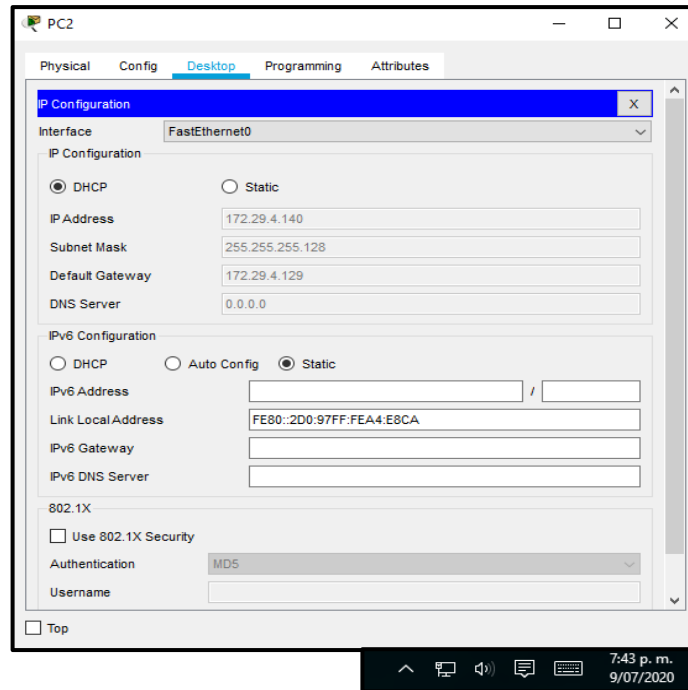 PC2
Physical Config Desktop Programming Attributes
IP Configuration X
Interface FastEthernet0
IP Configuration
DHCP Static
IP Address 172.29.4.140
Subnet Mask 255.255.255.128
Default Gateway 172.29.4.129
DNS Server 0.0.0.0
IPv6 Configuration
DHCP Auto Config Static
IPv6 Address /
Link Local Address FE80::2D0:97FF:FEA4:E8CA
IPv6 Gateway
IPv6 DNS Server
802.1X
Use 802.1X Security
Authentication MD5
Username
Top
7:43 p. m.
9/07/2020